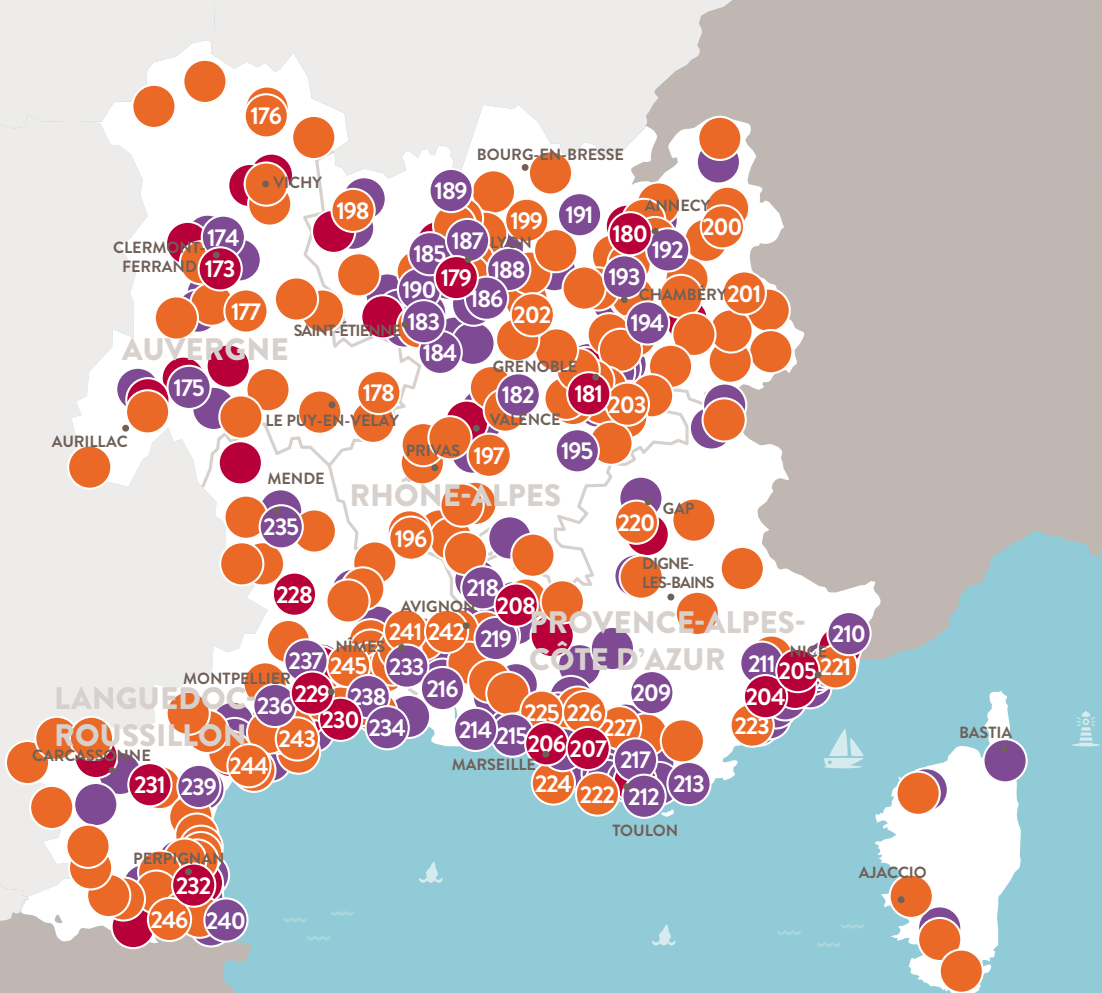 176
BOURG-EN-BRESSE
VICHY
189
198
199
191
ANNECY
200
174
187
LYON
180
CLERMONT-
FERRAND
173
185
192
179
188
193
190
186
CHAMBÉRY
201
177
202
183
194
SAINT-ÉTIENNE
AUVERGNE
184
GRENOBLE
175
178
182
181
203
LE PUY-EN-VELAY
VALENCE
AURILLAC
PRIVAS
197
195
MENDE
RHÔNE-ALPES
GAP
235
220
196
DIGNE-
LES-BAINS
228
218
208
AVIGNON
PROVENCE-ALPES-
CÔTE D'AZUR
241
242
219
210
NÎMES
NICE
237
245
233
211
205
221
MONTPELLIER
229
238
216
209
204
LANGUEDOC-
ROUSSILLON
236
230
234
225
226
227
223
243
214
215
206
207
CARCASSONNE
244
MARSEILLE
217
BASTIA
231
239
224
222
212
213
TOULON
PERPIGNAN
232
AJACCIO
246
240